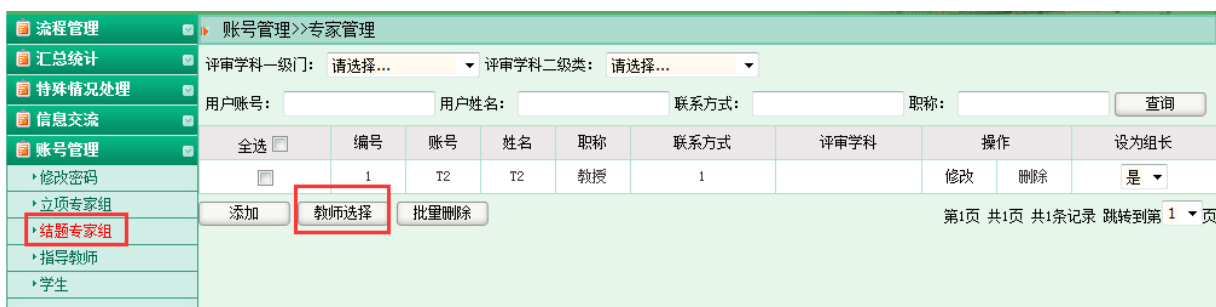 流程管理
汇总统计
特殊情况处理
信息交流
账号管理
修改密码
立项专家组
结题专家组
指导教师
学生
账号管理>>专家管理
评审学科一级门： 请选择... 评审学科二级类： 请选择...
用户账号： 用户姓名： 联系方式： 职称： 查询
全选 编号 账号 姓名 职称 联系方式 评审学科 操作 设为组长
1 T2 T2 教授 1 修改 删除 是
添加 教师选择 批量删除 第1页 共1页 共1条记录 跳转到第 1 页